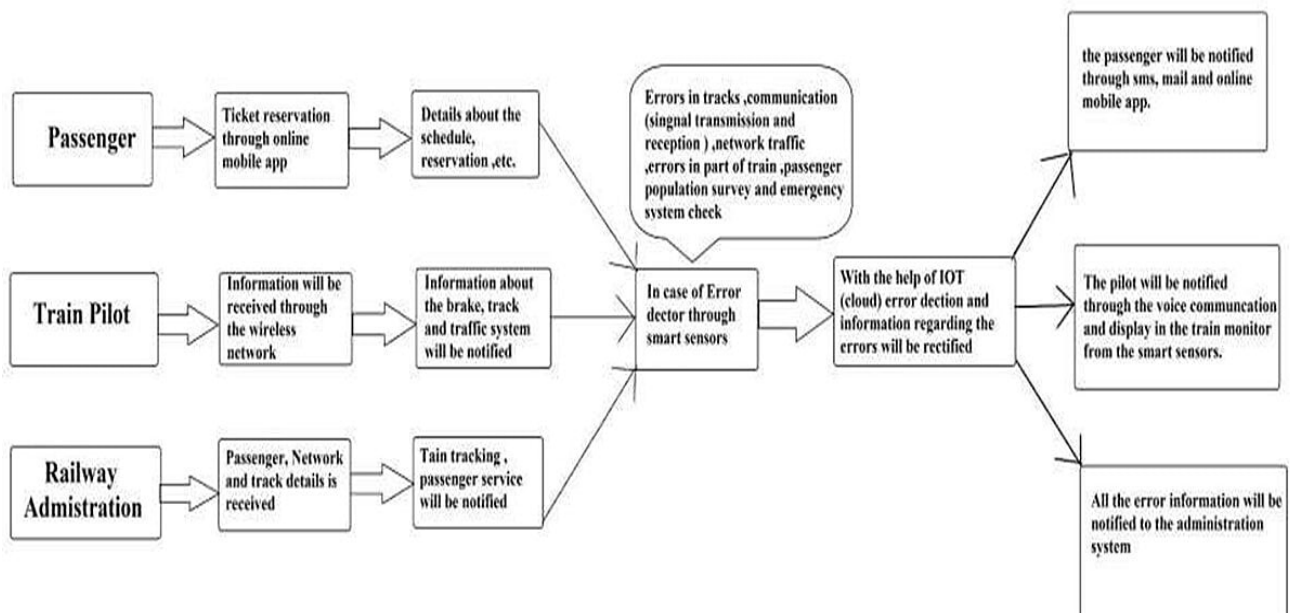 Passenger
Ticket reservation
through online
mobile app
Details about the
schedule,
reservation ,etc.
Errors in tracks ,communication
(singnal transmission and
reception ) ,network traffic
,errors in part of train ,passenger
population survey and emergency
system check
the passenger will be notified
through sms, mail and online
mobile app.
Train Pilot
Information will be
received through
the wireless
network
Information about
the brake, track
and traffic system
will be notified
In case of Error
dector through
smart sensors
With the help of IOT
(cloud) error dection and
information regarding the
errors will be rectified
The pilot will be notified
through the voice communcation
and display in the train monitor
from the smart sensors.
Railway
Admistration
Passenger, Network
and track details is
received
Tain tracking ,
passenger service
will be notified
All the error information will be
notified to the administration
system